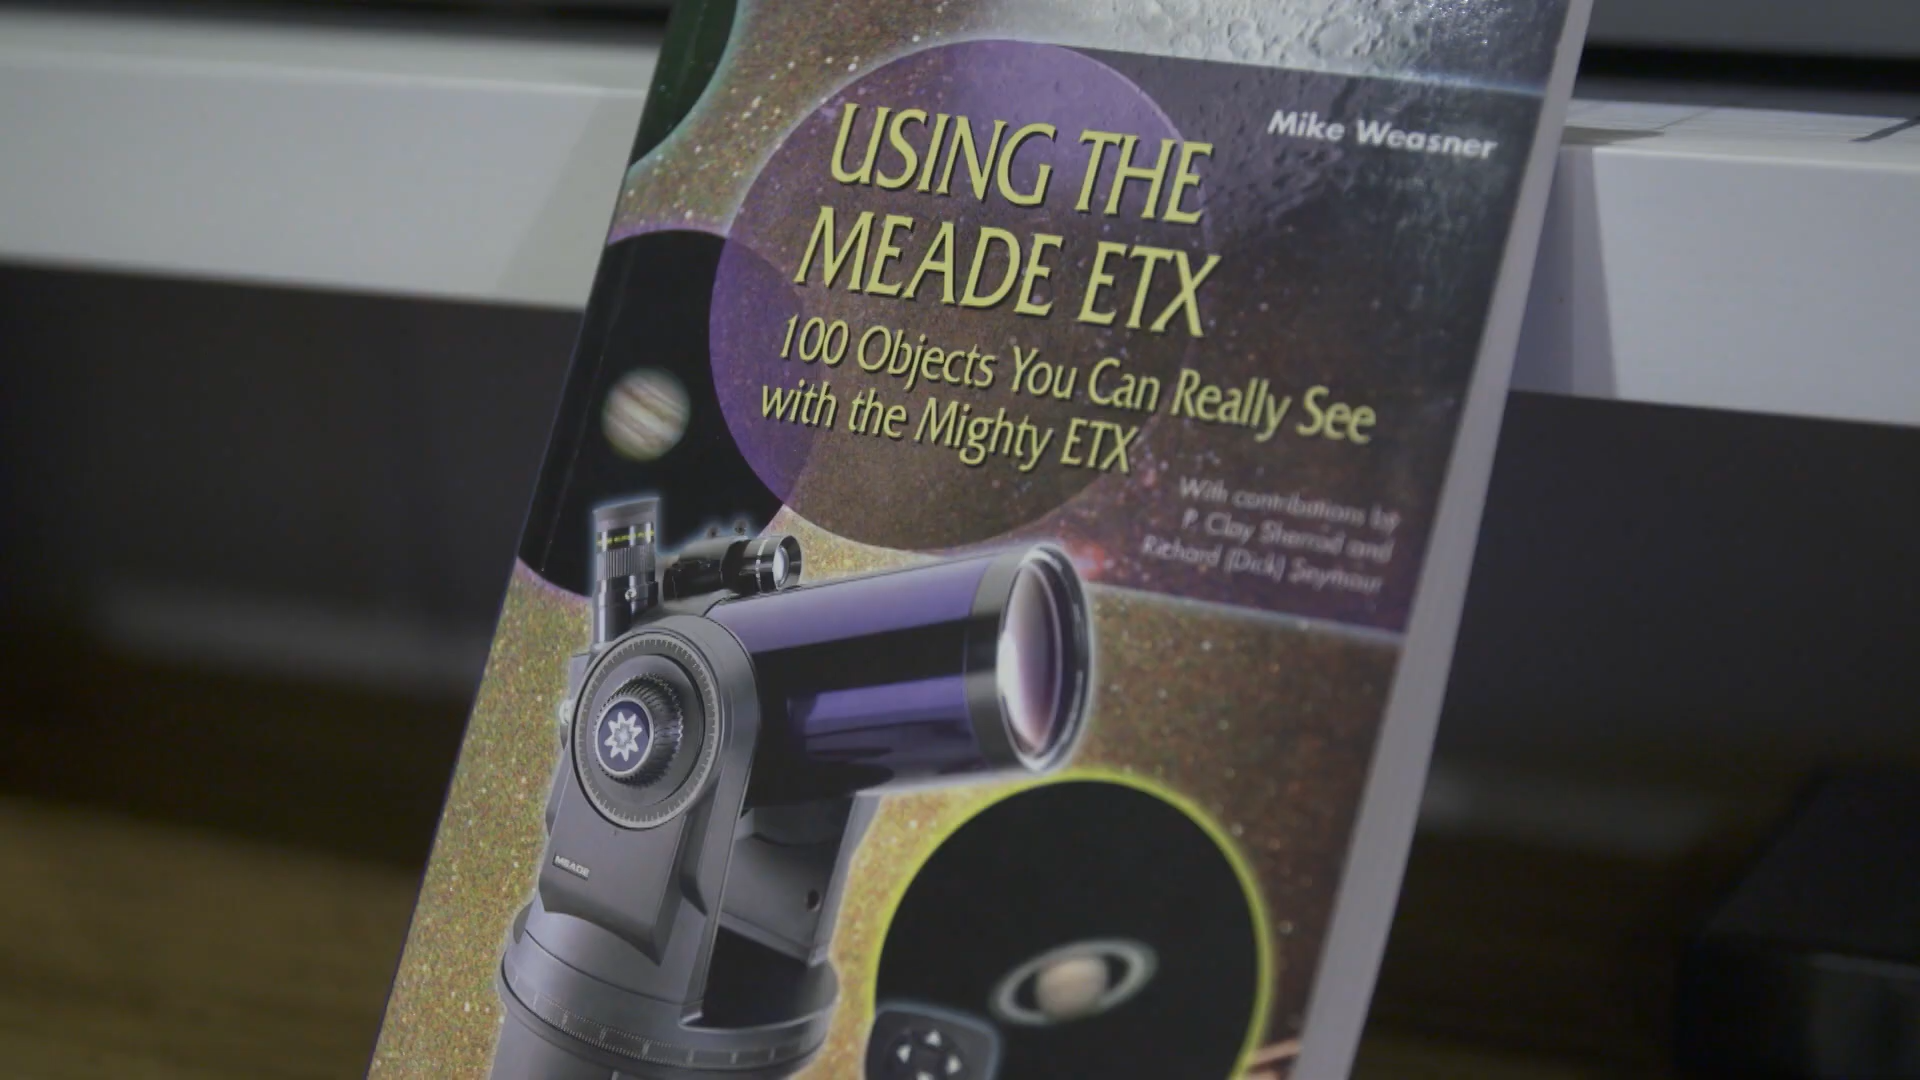 Mike Weasner
USING THE
MEADE ETX
100 Objects You Can Really See
with the Mighty ETX
With contributions by
P. Clay Sherrod and
Richard (Dick) Seymour
MEADE